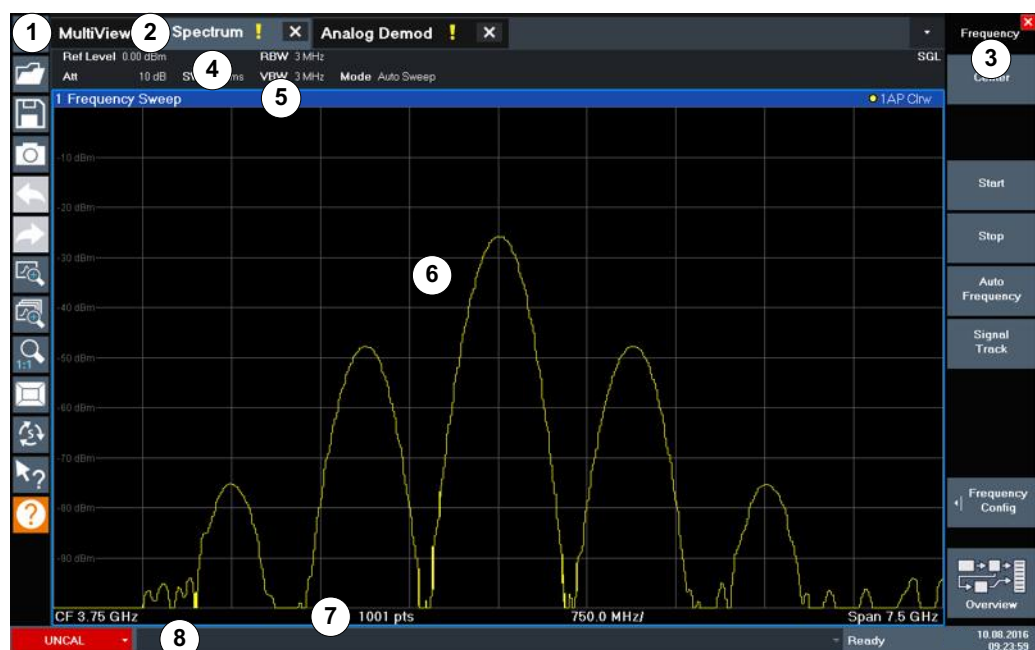 1 MultiView 2 Spectrum ! X Analog Demod ! X Frequency
Ref Level 0.00 dBm RBW 3 MHz SGL
Att 10 dB 4 ms VBW 3 MHz Mode Auto Sweep
3
Center
1 Frequency Sweep 5 1AP Clrw
-10 dBm
-20 dBm
-30 dBm
-40 dBm
-50 dBm
-60 dBm
-70 dBm
-80 dBm
-90 dBm
6
1:1
S
?
?
Start
Stop
Auto
Frequency
Signal
Track
Frequency
Config
Overview
CF 3.75 GHz 7 1001 pts 750.0 MHz/ Span 7.5 GHz
UNCAL 8 Ready 10.08.2016
09:23:59